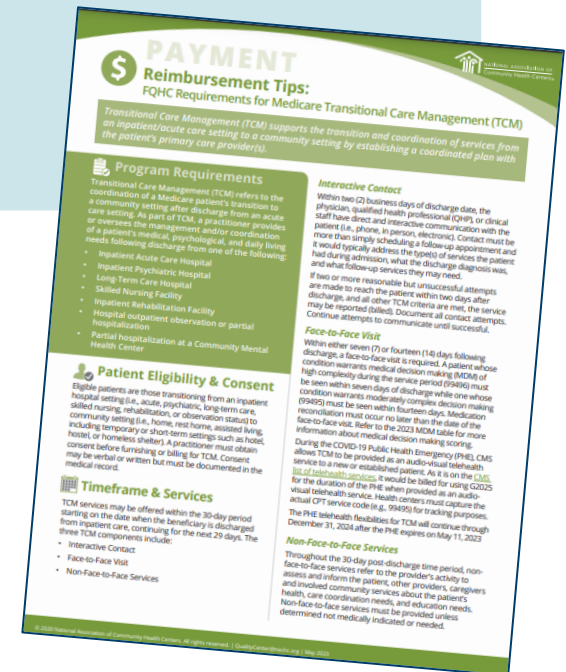 PAYMENT
NATIONAL ASSOCIATION OF
Community Health Centers
$
Reimbursement Tips:
FQHC Requirements for Medicare Transitional Care Management (TCM)
Transitional Care Management (TCM) supports the transition and coordination of services from
an inpatient/acute care setting to a community setting by establishing a coordinated plan with
the patient's primary care provider(s).
Program Requirements
Transitional Care Management (TCM) refers to the
coordination of a Medicare patient's transition to
a community setting after discharge from an acute
care setting. As part of TCM, a practitioner provides
or oversees the management and/or coordination
of a patient's medical, psychological, and daily living
needs following discharge from one of the following:
• Inpatient Acute Care Hospital
• Inpatient Psychiatric Hospital
• Long-Term Care Hospital
• Skilled Nursing Facility
• Inpatient Rehabilitation Facility
• Hospital outpatient observation or partial
hospitalization
• Partial hospitalization at a Community Mental
Health Center
Patient Eligibility & Consent
Eligible patients are those transitioning from an inpatient
hospital setting (i.e., acute, psychiatric, long-term care,
skilled nursing, rehabilitation, or observation status) to
community setting (i.e., home, rest home, assisted living,
including temporary or short-term settings such as hotel,
hostel, or homeless shelter). A practitioner must obtain
consent before furnishing or billing for TCM. Consent
may be verbal or written but must be documented in the
medical record.
Timeframe & Services
TCM services may be offered within the 30-day period
starting on the date when the beneficiary is discharged
from inpatient care, continuing for the next 29 days. The
three TCM components include:
• Interactive Contact
• Face-to-Face Visit
• Non-Face-to-Face Services
Interactive Contact
Within two (2) business days of discharge date, the
physician, qualified health professional (QHP), or clinical
staff have direct and interactive communication with the
patient (i.e., phone, in person, electronic). Contact must be
more than simply scheduling a follow-up appointment and
it would typically address the type(s) of services the patient
had during admission, what the discharge diagnosis was,
and what follow-up services they may need.
If two or more reasonable but unsuccessful attempts
are made to reach the patient within two days after
discharge, and all other TCM criteria are met, the service
may be reported (billed). Document all contact attempts.
Continue attempts to communicate until successful.
Face-to-Face Visit
Within either seven (7) or fourteen (14) days following
discharge, a face-to-face visit is required. A patient whose
condition warrants medical decision making (MDM) of
high complexity during the service period (99496) must
be seen within seven days of discharge while one whose
condition warrants moderately complex decision making
(99495) must be seen within fourteen days. Medication
reconciliation must occur no later than the date of the
face-to-face visit. Refer to the 2023 MDM table for more
information about medical decision making scoring.
During the COVID-19 Public Health Emergency (PHE), CMS
allows TCM to be provided as an audio-visual telehealth
service to a new or established patient. As it is on the CMS
list of telehealth services, it would be billed for using G2025
for the duration of the PHE when provided as an audio-
visual telehealth service. Health centers must capture the
actual CPT service code (e.g., 99495) for tracking purposes.
The PHE telehealth flexibilities for TCM will continue through
December 31, 2024 after the PHE expires on May 11, 2023
Non-Face-to-Face Services
Throughout the 30-day post-discharge time period, non-
face-to-face services refer to the provider's activity to
assess and inform the patient, other providers, caregivers
and involved community services about the patient's
health, care coordination needs, and education needs.
Non-face-to-face services must be provided unless
determined not medically indicated or needed.
© 2020 National Association of Community Health Centers. All rights reserved. | QualityCenter@nachc.org | May 2023